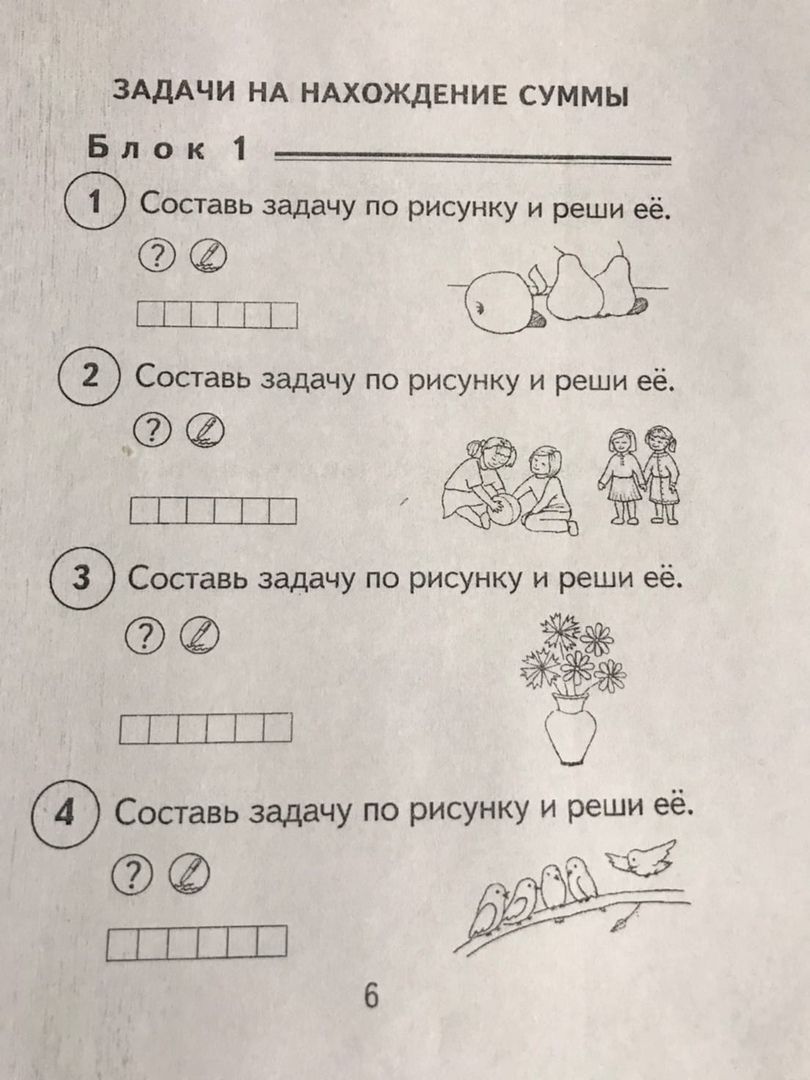 ЗАДАЧИ НА НАХОЖДЕНИЕ СУММЫ
Блок 1
1 Составь задачу по рисунку и реши её.
?
2 Составь задачу по рисунку и реши её.
?
3 Составь задачу по рисунку и реши её.
?
4 Составь задачу по рисунку и реши её.
?
6